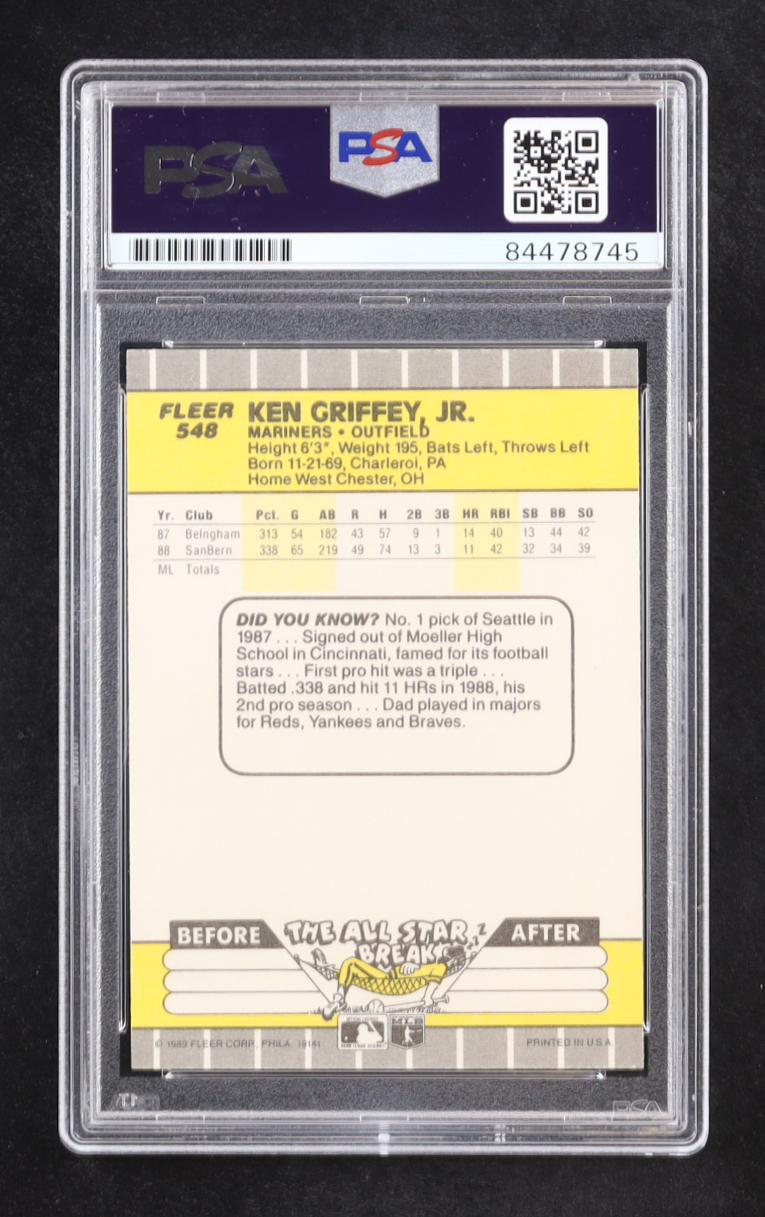 PSA PSA
84478745
FLEER KEN GRIFFEY, JR.
548 MARINERS • OUTFIELD
Height 6'3", Weight 195, Bats Left, Throws Left
Born 11-21-69, Charleroi, PA
Home West Chester, OH
Yr. Club Pct. G AB R H 2B 3B HR RBI SB BB SO
87 Belngham .313 54 182 43 57 9 1 14 40 13 44 42
88 SanBern .338 65 219 49 74 13 3 11 42 32 34 39
ML Totals
DID YOU KNOW? No. 1 pick of Seattle in
1987 . . . Signed out of Moeller High
School in Cincinnati, famed for its football
stars . . . First pro hit was a triple . . .
Batted .338 and hit 11 HRs in 1988, his
2nd pro season . . . Dad played in majors
for Reds, Yankees and Braves.
BEFORE THE ALL STAR BREAK zzZ AFTER
© 1989 FLEER CORP., PHILA. 19141 PRINTED IN U.S.A.
PSA